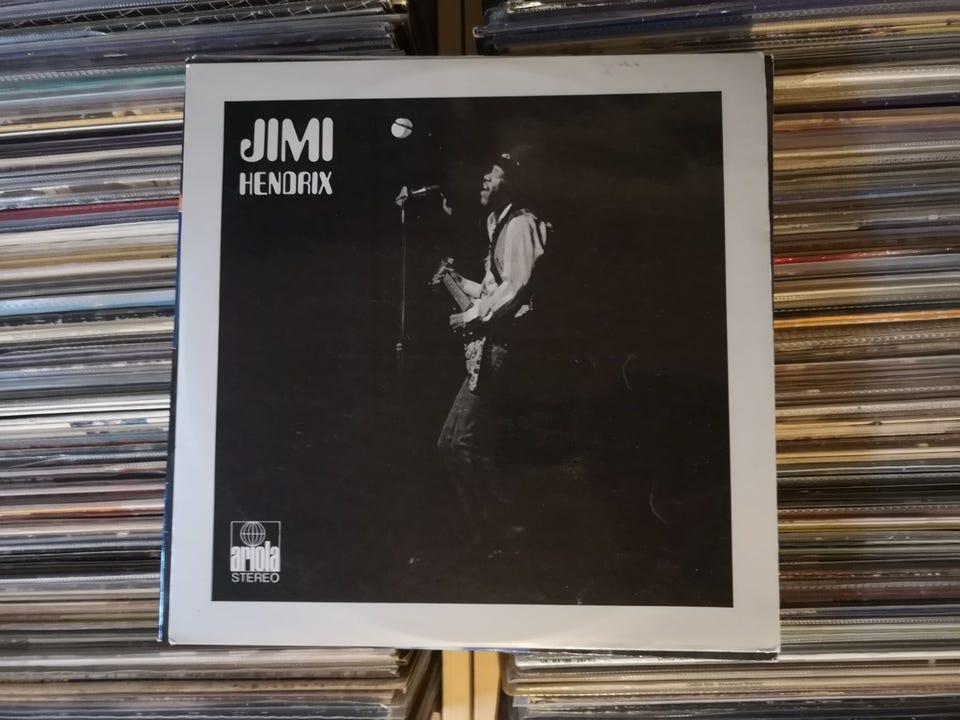 JIMI
HENDRIX
ariola
STEREO